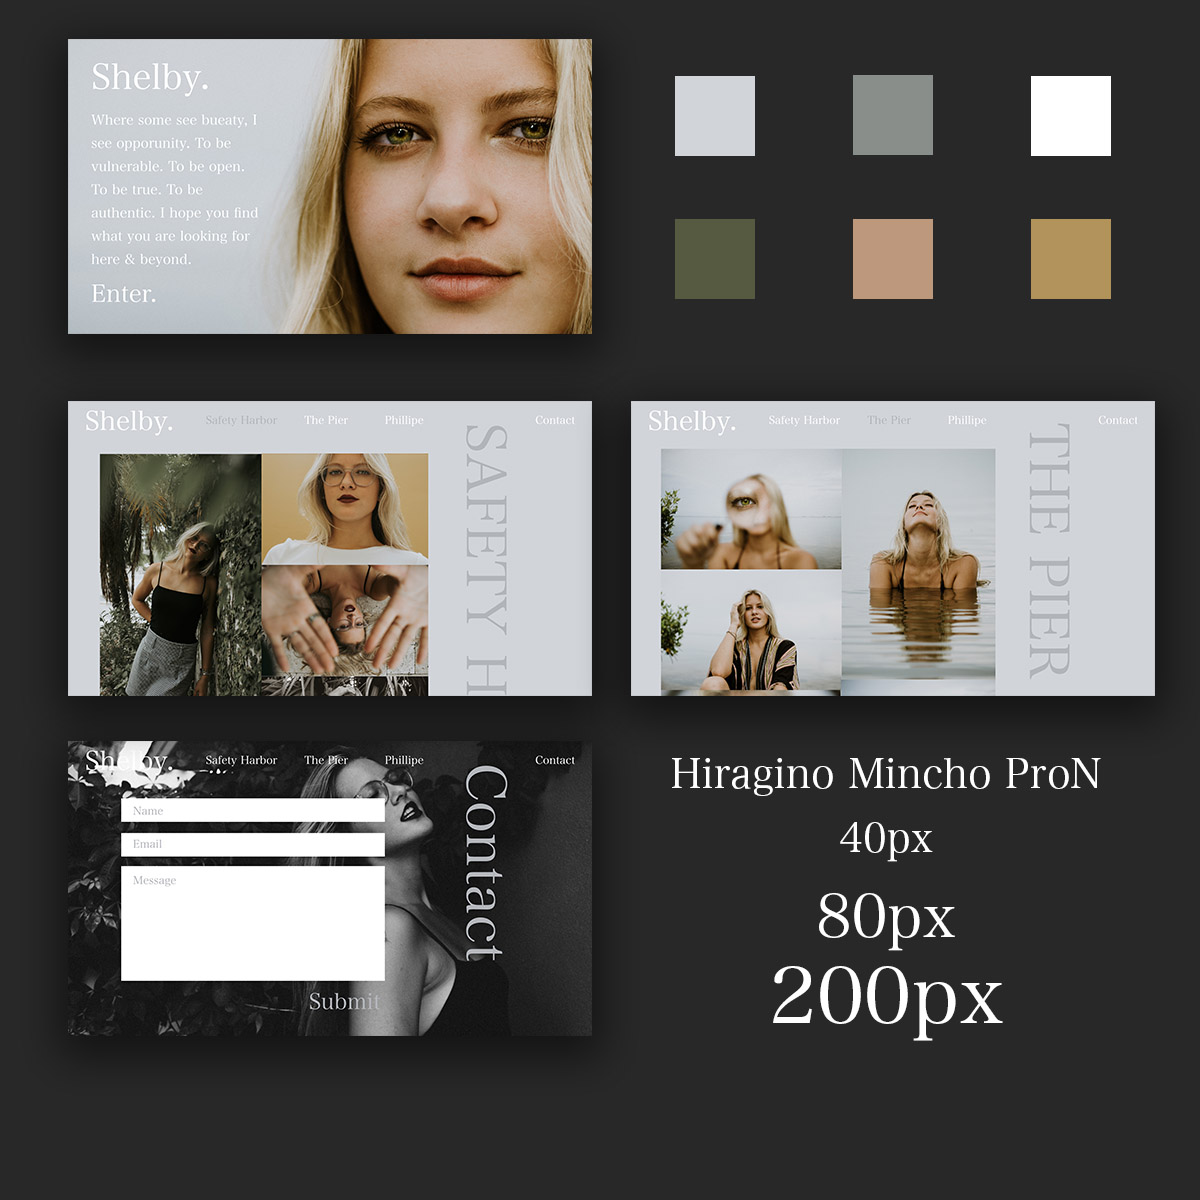 Shelby.
Where some see bueaty, I
see opporunity. To be
vulnerable. To be open.
To be true. To be
authentic. I hope you find
what you are looking for
here & beyond.
Enter.
Shelby.
Safety Harbor
The Pier
Phillipe
Contact
SAFETY H
Shelby.
Safety Harbor
The Pier
Phillipe
Contact
THE PIER
Shelby.
Safety Harbor
The Pier
Phillipe
Contact
Name
Email
Message
Submit
Contact
Hiragino Mincho ProN
40px
80px
200px